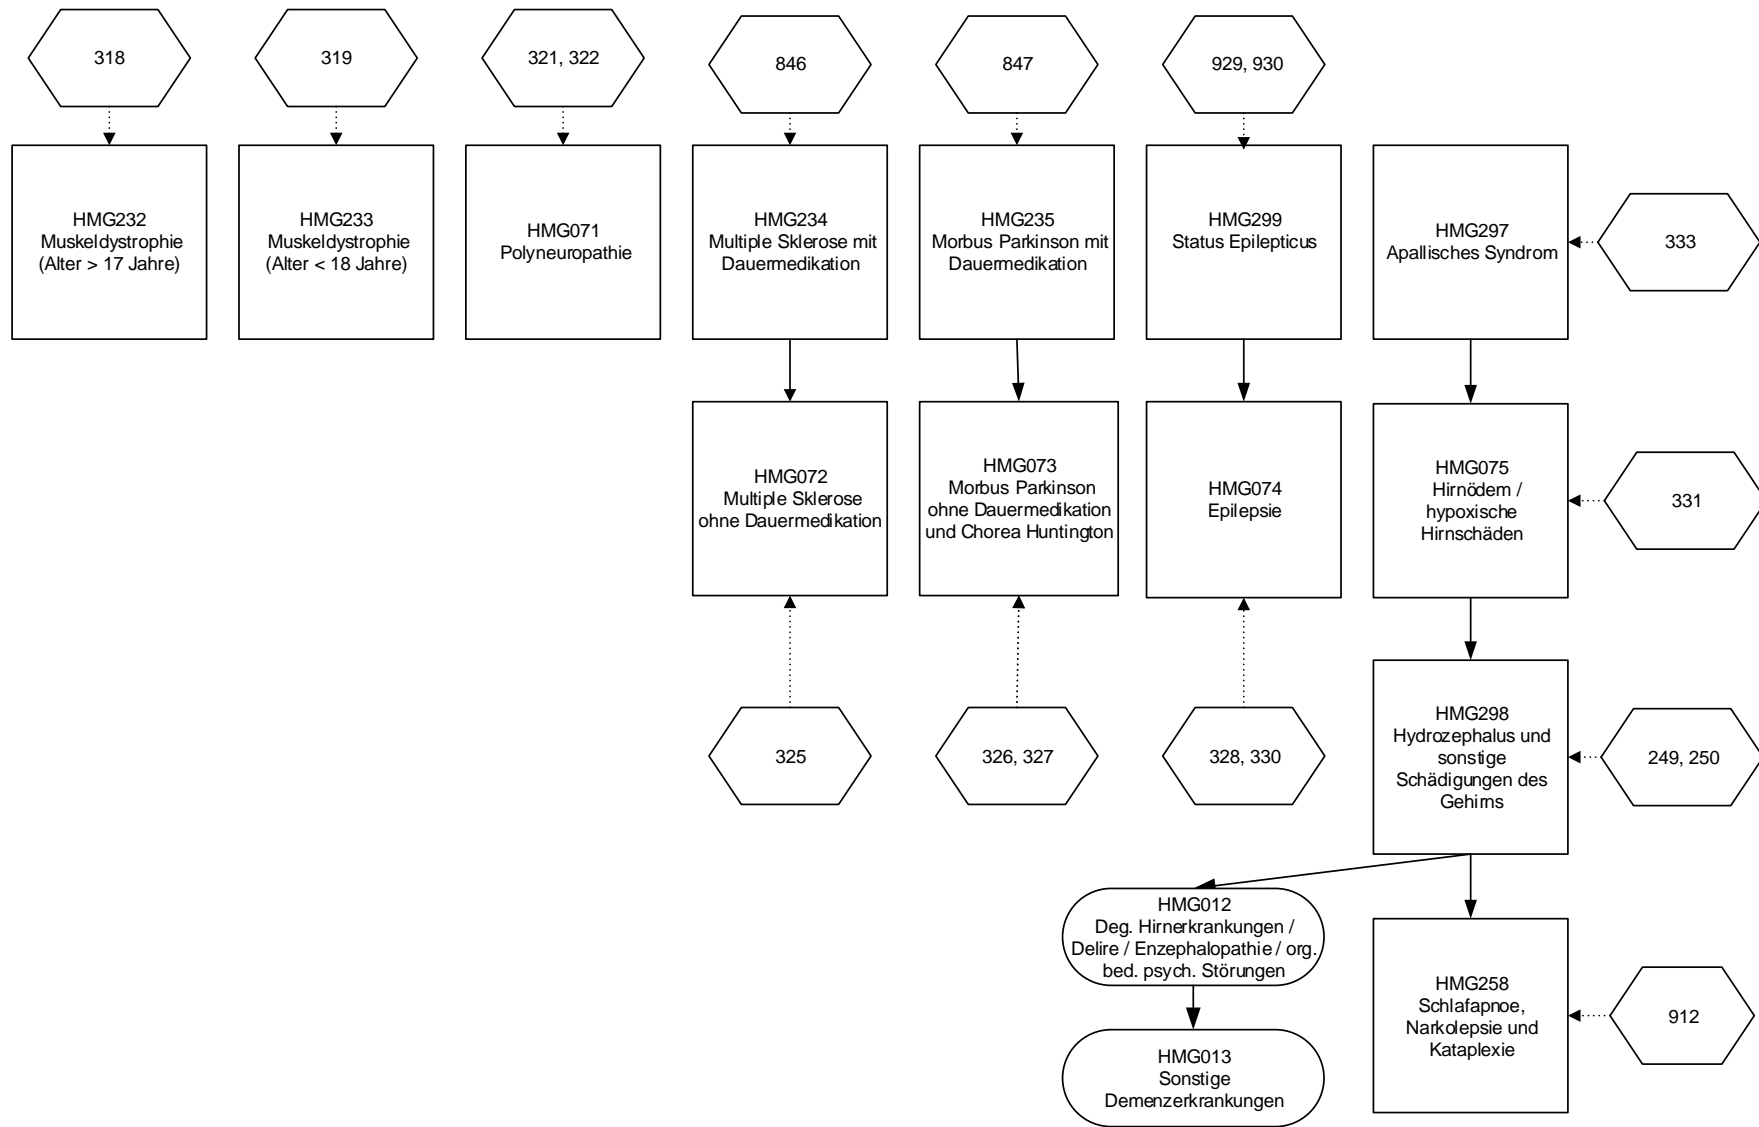 318
319
321, 322
846
847
929, 930
HMG232
Muskeldystrophie
(Alter > 17 Jahre)
HMG233
Muskeldystrophie
(Alter < 18 Jahre)
HMG071
Polyneuropathie
HMG234
Multiple Sklerose mit
Dauermedikation
HMG235
Morbus Parkinson mit
Dauermedikation
HMG299
Status Epilepticus
HMG297
Apallisches Syndrom
333
HMG072
Multiple Sklerose
ohne Dauermedikation
HMG073
Morbus Parkinson
ohne Dauermedikation
und Chorea Huntington
HMG074
Epilepsie
HMG075
Hirnödem /
hypoxische
Hirnschäden
331
325
326, 327
328, 330
HMG298
Hydrozephalus und
sonstige
Schädigungen des
Gehirns
249, 250
HMG012
Deg. Hirnerkrankungen /
Delire / Enzephalopathie / org.
bed. psych. Störungen
HMG258
Schlafapnoe,
Narkolepsie und
Kataplexie
912
HMG013
Sonstige
Demenzerkrankungen